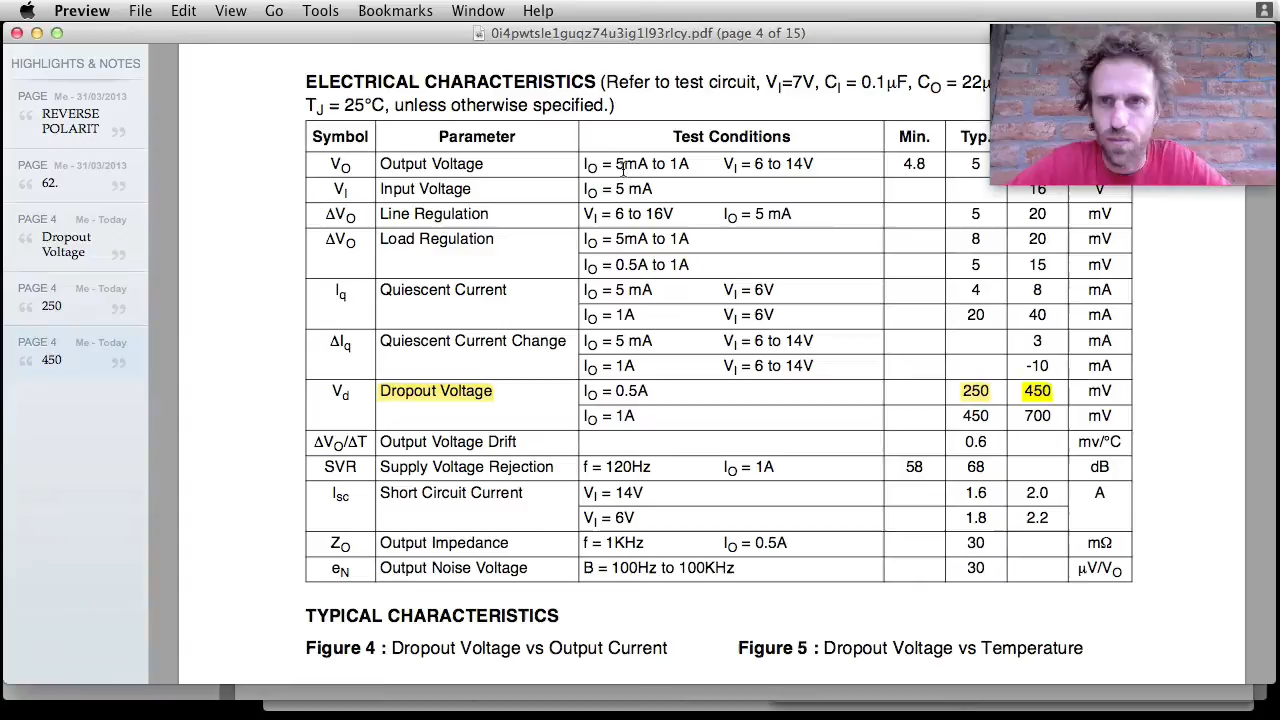 Preview File Edit View Go Tools Bookmarks Window Help
0i4pwtsle1guqz74u3ig1l93rlcy.pdf (page 4 of 15)
HIGHLIGHTS & NOTES
PAGE Me - 31/03/2013
REVERSE
POLARIT
PAGE Me - 31/03/2013
62.
PAGE 4 Me - Today
Dropout
Voltage
PAGE 4 Me - Today
250
PAGE 4 Me - Today
450
ELECTRICAL CHARACTERISTICS (Refer to test circuit, VI=7V, CI = 0.1μF, CO = 22μ
TJ = 25°C, unless otherwise specified.)
Symbol Parameter Test Conditions Min. Typ.
VO Output Voltage IO = 5mA to 1A VI = 6 to 14V 4.8 5
VI Input Voltage IO = 5 mA 16 V
ΔVO Line Regulation VI = 6 to 16V IO = 5 mA 5 20 mV
ΔVO Load Regulation IO = 5mA to 1A 8 20 mV
IO = 0.5A to 1A 5 15 mV
Iq Quiescent Current IO = 5 mA VI = 6V 4 8 mA
IO = 1A VI = 6V 20 40 mA
ΔIq Quiescent Current Change IO = 5 mA VI = 6 to 14V 3 mA
IO = 1A VI = 6 to 14V -10 mA
Vd Dropout Voltage IO = 0.5A 250 450 mV
IO = 1A 450 700 mV
ΔVO/ΔT Output Voltage Drift 0.6 mv/°C
SVR Supply Voltage Rejection f = 120Hz IO = 1A 58 68 dB
Isc Short Circuit Current VI = 14V 1.6 2.0 A
VI = 6V 1.8 2.2
ZO Output Impedance f = 1KHz IO = 0.5A 30 mΩ
eN Output Noise Voltage B = 100Hz to 100KHz 30 μV/VO
TYPICAL CHARACTERISTICS
Figure 4 : Dropout Voltage vs Output Current Figure 5 : Dropout Voltage vs Temperature